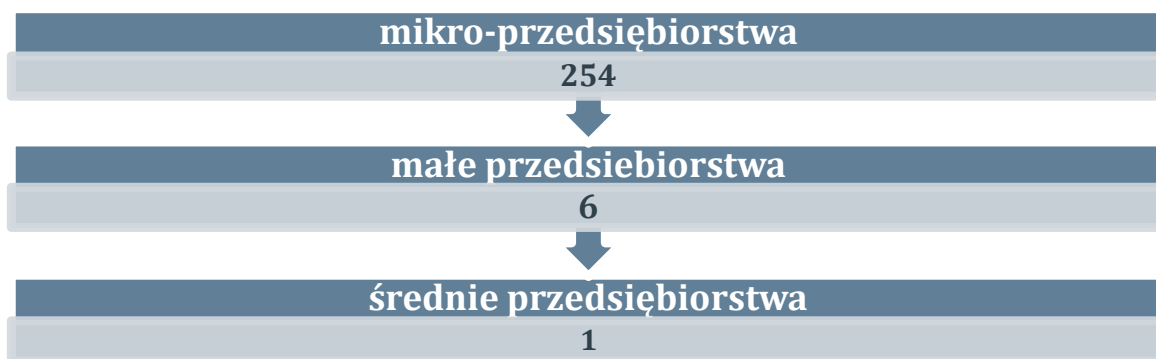 mikro-przedsiębiorstwa
254
małe przedsiebiorstwa
6
średnie przedsiębiorstwa
1